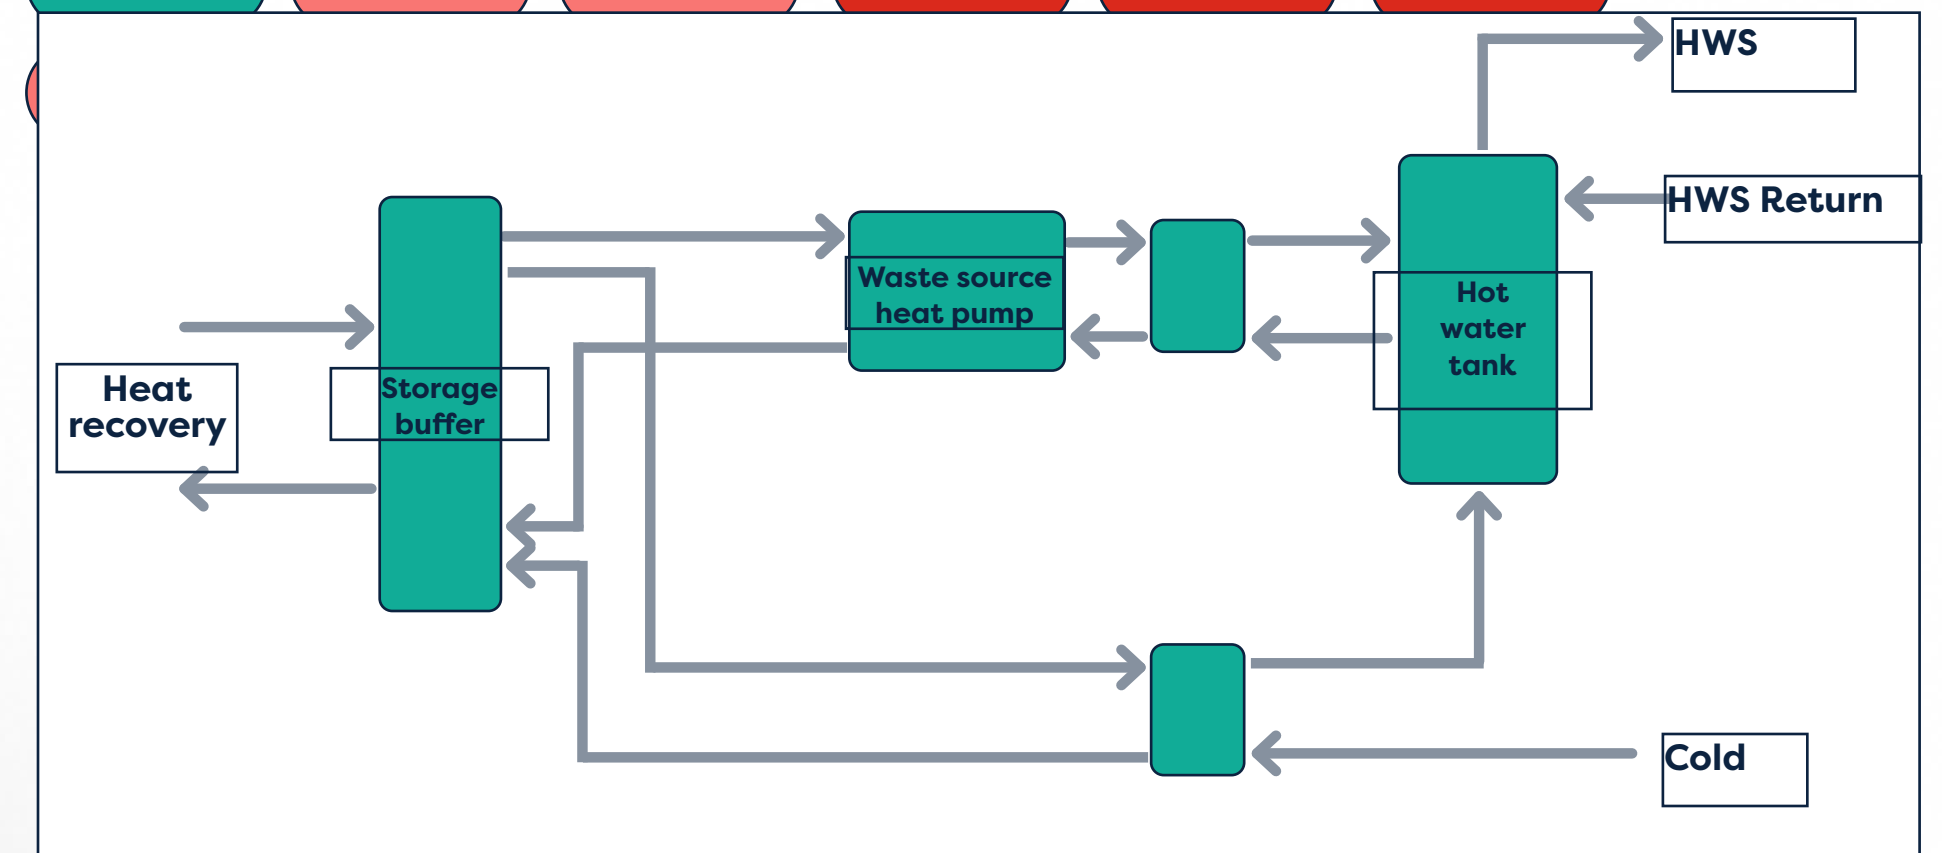 HWS
HWS Return
Waste source
heat pump
Hot
water
tank
Heat
recovery
Storage
buffer
Cold